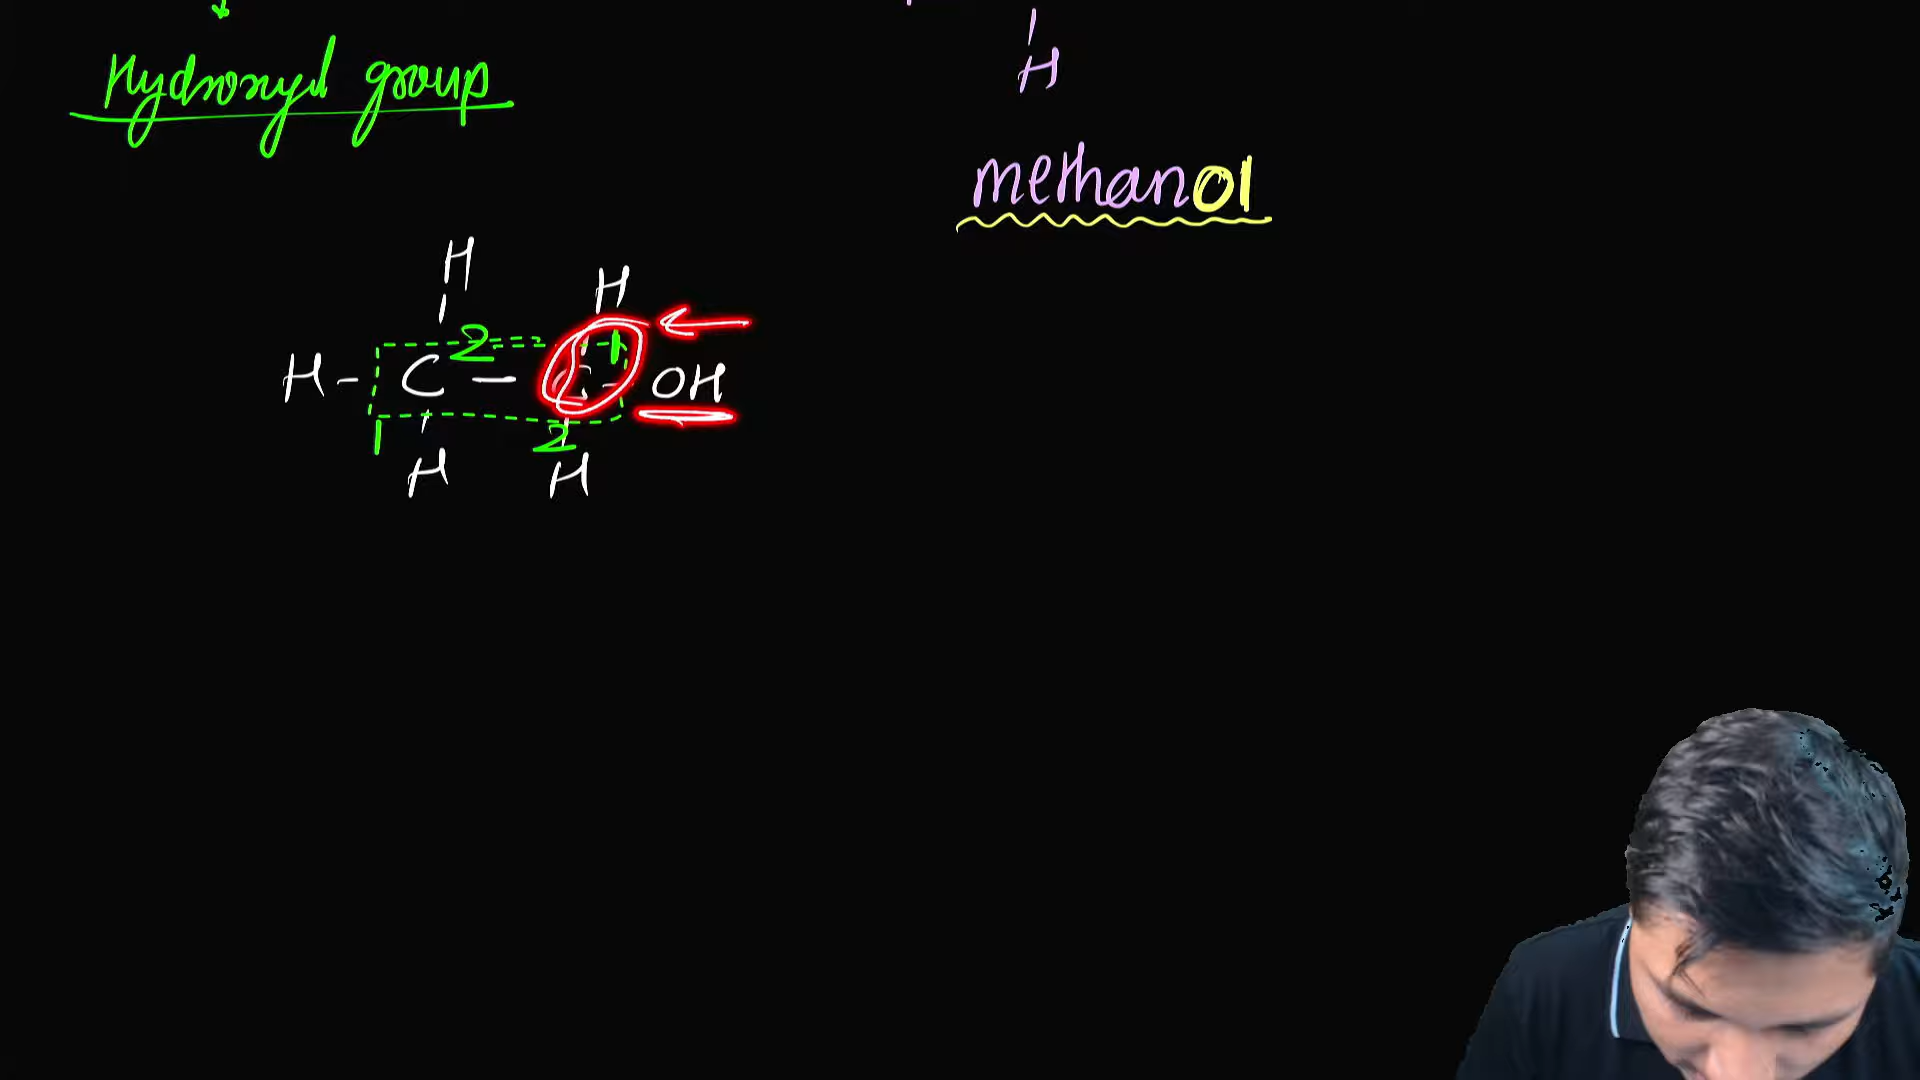 Hydroxyl group
H
methanol
H H
2 1
H - C - C - OH
1 2
H H